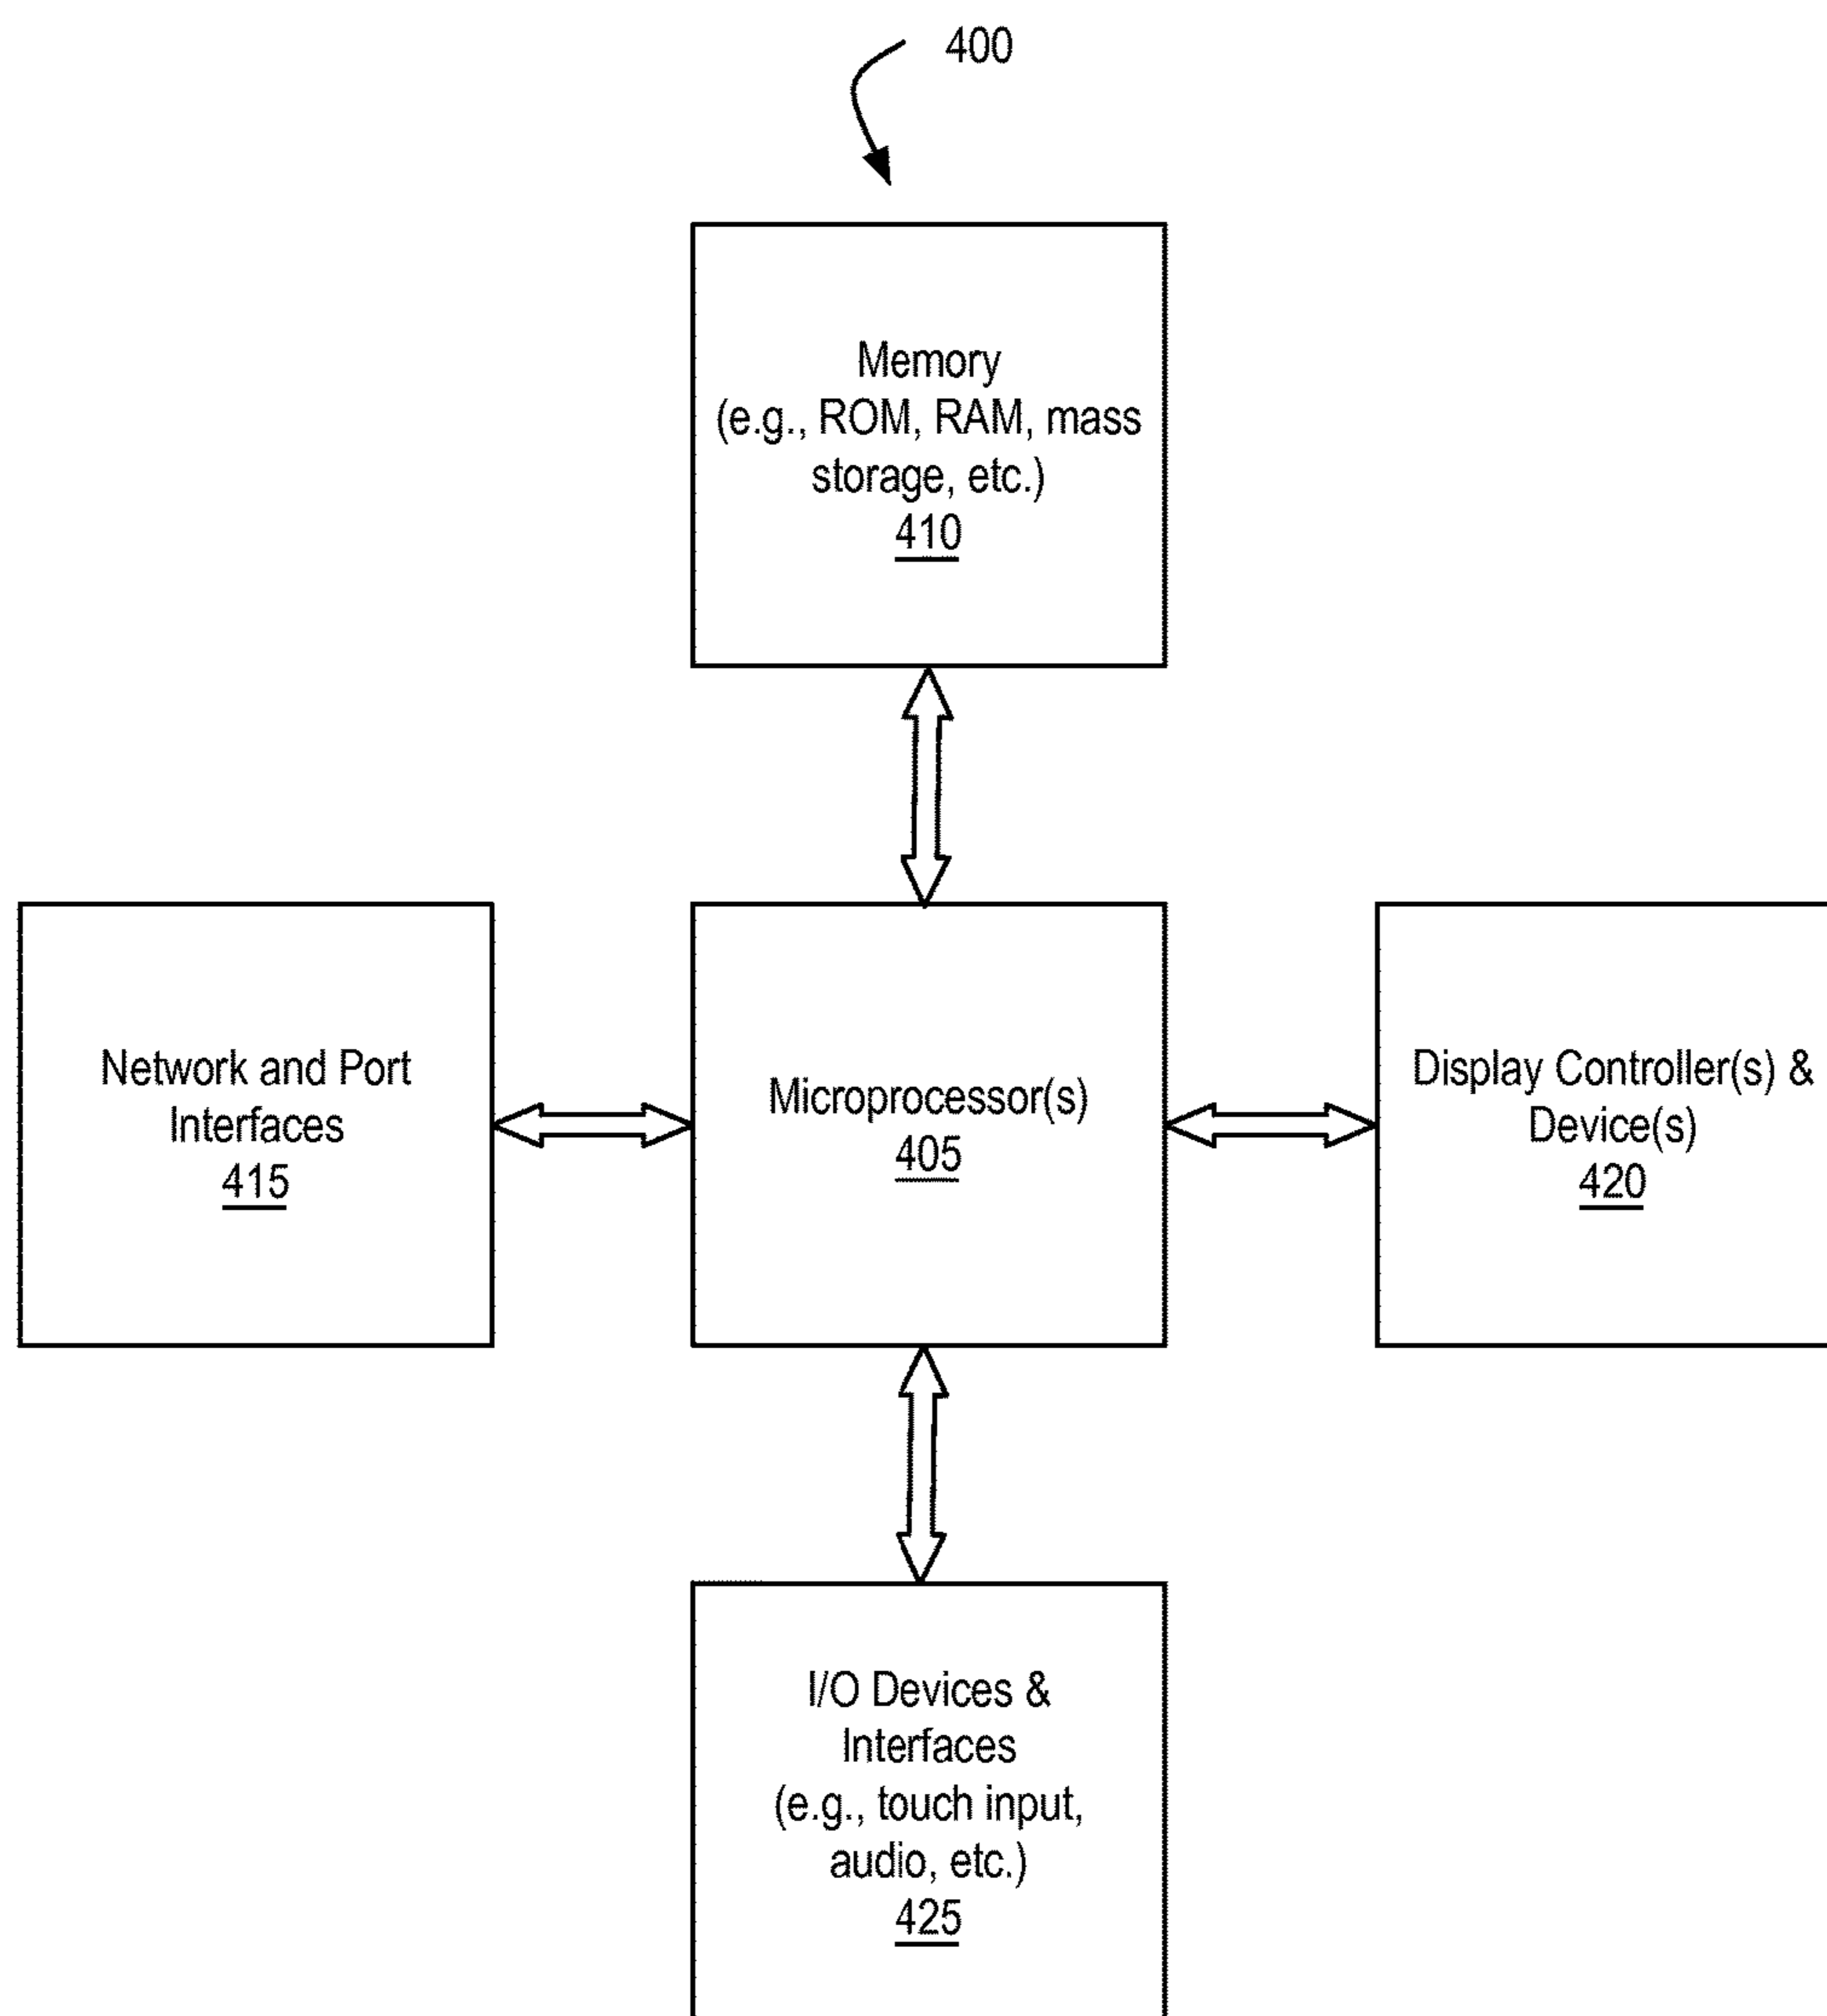 400
Memory
(e.g., ROM, RAM, mass
storage, etc.)
410
Network and Port
Interfaces
415
Microprocessor(s)
405
Display Controller(s) &
Device(s)
420
I/O Devices &
Interfaces
(e.g., touch input,
audio, etc.)
425